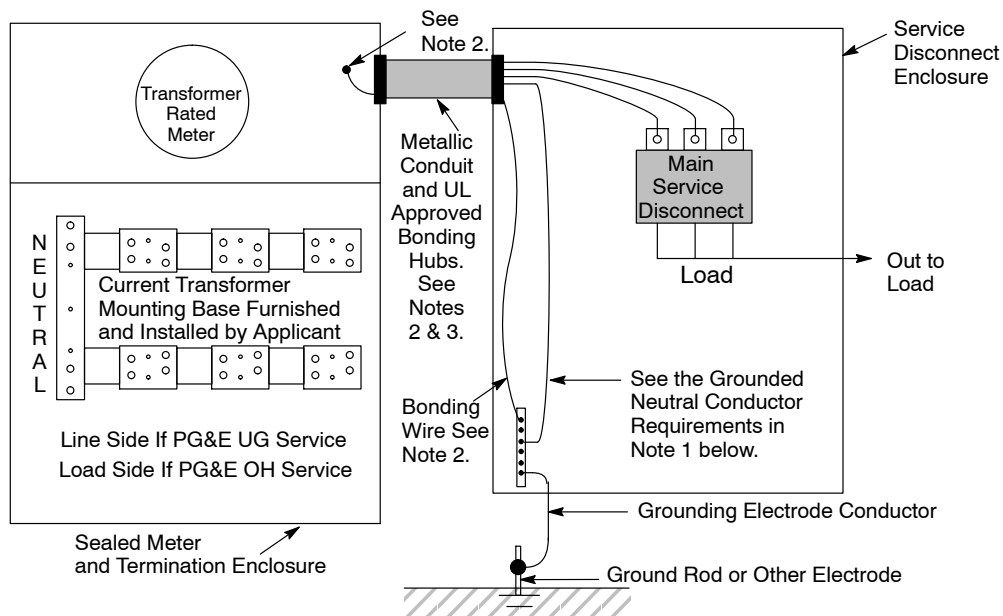 See
Note 2.
Service
Disconnect
Enclosure
Transformer
Rated
Meter
Metallic
Conduit
and UL
Approved
Bonding
Hubs.
See
Notes
2 & 3.
Main
Service
Disconnect
Load
Out to
Load
N
E
U
T
R
A
L
Current Transformer
Mounting Base Furnished
and Installed by Applicant
Line Side If PG&E UG Service
Load Side If PG&E OH Service
Bonding
Wire See
Note 2.
See the Grounded
Neutral Conductor
Requirements in
Note 1 below.
Grounding Electrode Conductor
Sealed Meter
and Termination Enclosure
Ground Rod or Other Electrode